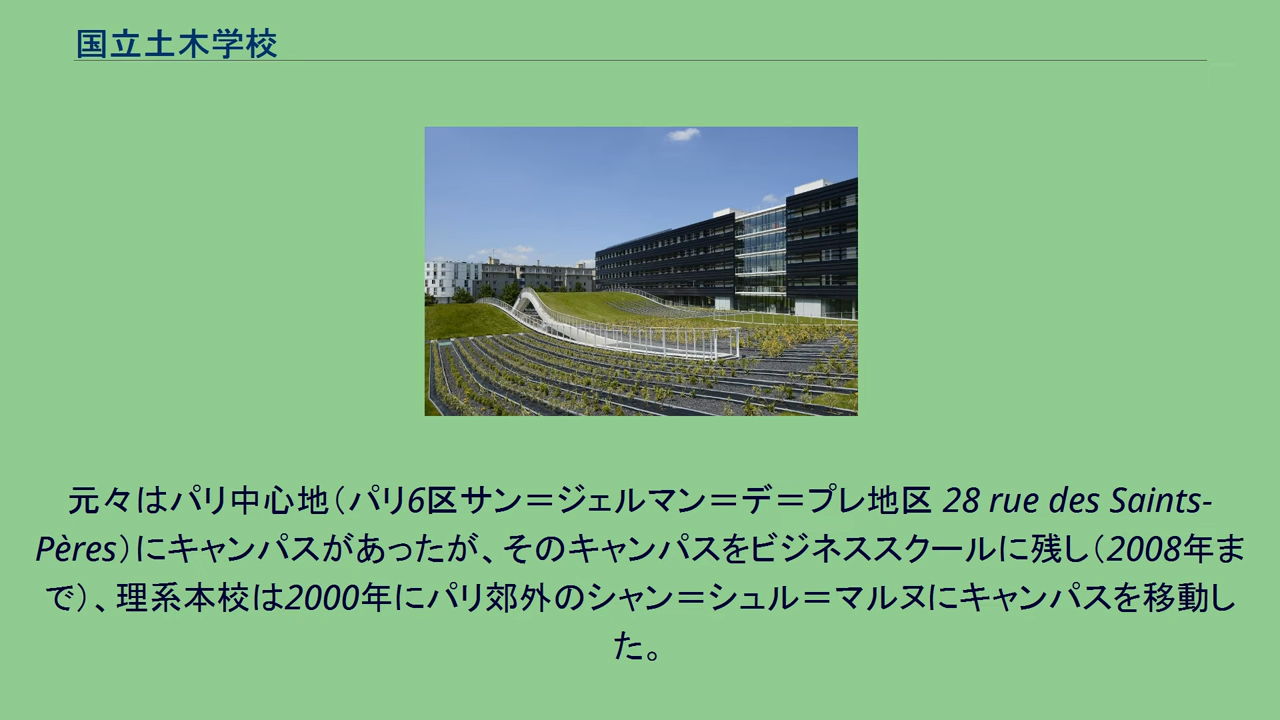 国立土木学校
元々はパリ中心地（パリ6区サン＝ジェルマン＝デ＝プレ地区 28 rue des Saints-
Pères）にキャンパスがあったが、そのキャンパスをビジネススクールに残し（2008年ま
で）、理系本校は2000年にパリ郊外のシャン＝シュル＝マルヌにキャンパスを移動し
た。